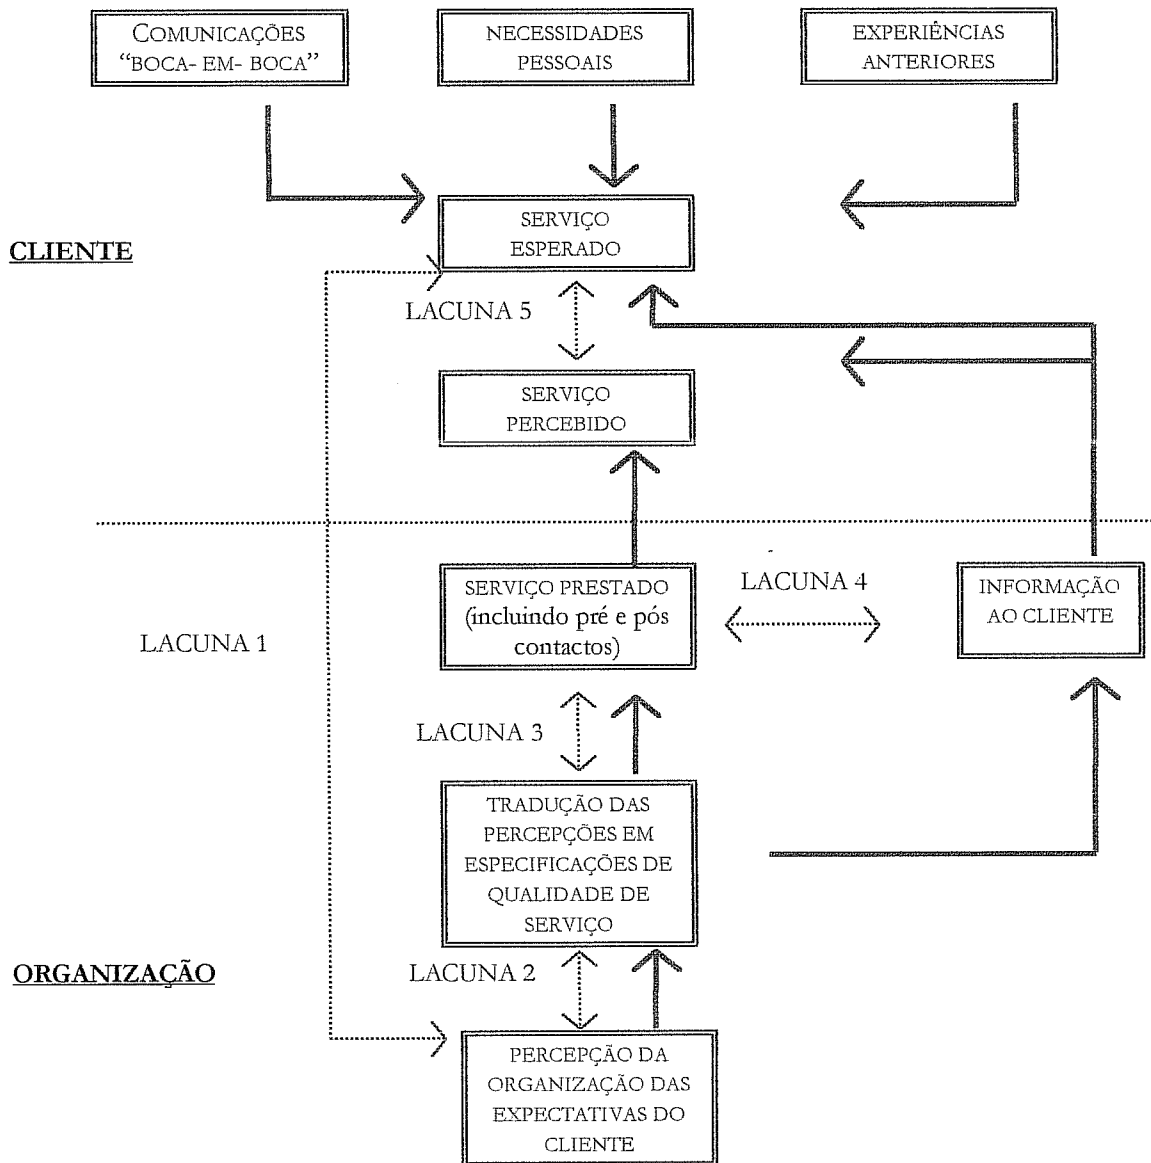 COMUNICAÇÕES
“BOCA- EM- BOCA”
NECESSIDADES
PESSOAIS
EXPERIÊNCIAS
ANTERIORES
SERVIÇO
ESPERADO
CLIENTE
LACUNA 5
SERVIÇO
PERCEBIDO
SERVIÇO PRESTADO
(incluindo pré e pós
contactos)
LACUNA 4
INFORMAÇÃO
AO CLIENTE
LACUNA 1
LACUNA 3
TRADUÇÃO DAS
PERCEPÇÕES EM
ESPECIFICAÇÕES DE
QUALIDADE DE
SERVIÇO
ORGANIZAÇÃO
LACUNA 2
PERCEPÇÃO DA
ORGANIZAÇÃO DAS
EXPECTATIVAS DO
CLIENTE